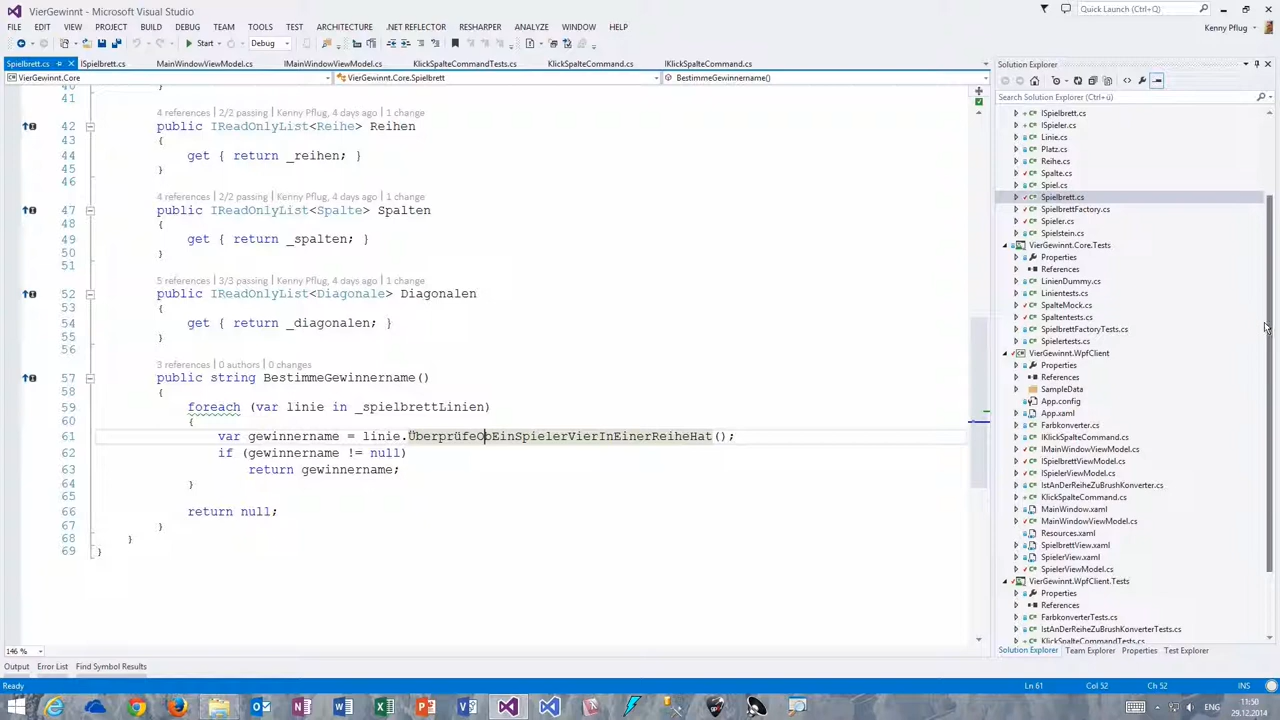 VierGewinnt - Microsoft Visual Studio
Quick Launch (Ctrl+Q)
FILE EDIT VIEW PROJECT BUILD DEBUG TEAM TOOLS TEST ARCHITECTURE .NET REFLECTOR RESHARPER ANALYZE WINDOW HELP
Kenny Pflug
Start Debug
Spielbrett.cs ISpielbrett.cs MainWindowViewModel.cs IMainWindowViewModel.cs KlickSpalteCommandTests.cs KlickSpalteCommand.cs IKlickSpalteCommand.cs
VierGewinnt.Core VierGewinnt.Core.Spielbrett BestimmeGewinnername()
40 }
41
4 references | 2/2 passing | Kenny Pflug, 4 days ago | 1 change
42 public IReadOnlyList<Reihe> Reihen
43 {
44 get { return _reihen; }
45 }
46
4 references | 2/2 passing | Kenny Pflug, 4 days ago | 1 change
47 public IReadOnlyList<Spalte> Spalten
48 {
49 get { return _spalten; }
50 }
51
5 references | 3/3 passing | Kenny Pflug, 4 days ago | 1 change
52 public IReadOnlyList<Diagonale> Diagonalen
53 {
54 get { return _diagonalen; }
55 }
56
3 references | 0 authors | 0 changes
57 public string BestimmeGewinnername()
58 {
59 foreach (var linie in _spielbrettLinien)
60 {
61 var gewinnername = linie.ÜberprüfeObEinSpielerVierInEinerReiheHat();
62 if (gewinnername != null)
63 return gewinnername;
64 }
65
66 return null;
67 }
68 }
69 }
146 %
Solution Explorer
Search Solution Explorer (Ctrl+ü)
ISpielbrett.cs
ISpieler.cs
Linie.cs
Platz.cs
Reihe.cs
Spalte.cs
Spiel.cs
Spielbrett.cs
SpielbrettFactory.cs
Spieler.cs
Spielstein.cs
VierGewinnt.Core.Tests
Properties
References
LinienDummy.cs
Linientests.cs
SpalteMock.cs
Spaltentests.cs
SpielbrettFactoryTests.cs
Spielertests.cs
VierGewinnt.WpfClient
Properties
References
SampleData
App.config
App.xaml
Farbkonverter.cs
IKlickSpalteCommand.cs
IMainWindowViewModel.cs
ISpielbrettViewModel.cs
ISpielerViewModel.cs
IstAnDerReiheZuBrushKonverter.cs
KlickSpalteCommand.cs
MainWindow.xaml
MainWindowViewModel.cs
Resources.xaml
SpielbrettView.xaml
SpielerView.xaml
SpielerViewModel.cs
VierGewinnt.WpfClient.Tests
Properties
References
FarbkonverterTests.cs
IstAnDerReiheZuBrushKonverterTests.cs
KlickSpalteCommandTests.cs
Solution Explorer Team Explorer Properties Test Explorer
Output Error List Find Symbol Results
Ready Ln 61 Col 52 Ch 52 INS
ENG 11:50
29.12.2014